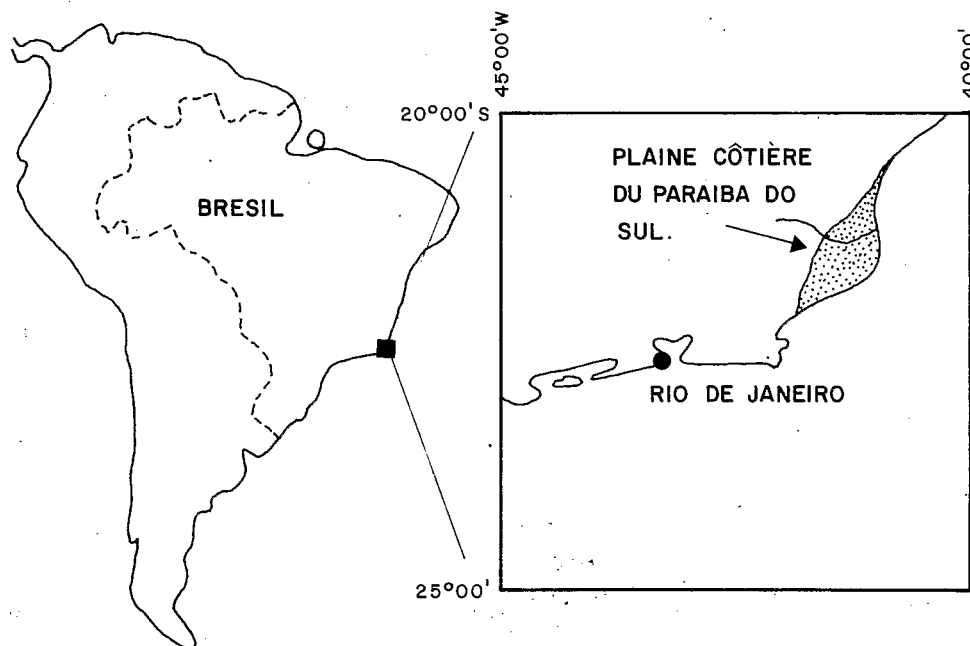 45°00'W
40°00'
20°00'S
PLAINE CÔTIÈRE
DU PARAIBA DO
SUL.
BRESIL
RIO DE JANEIRO
25°00'